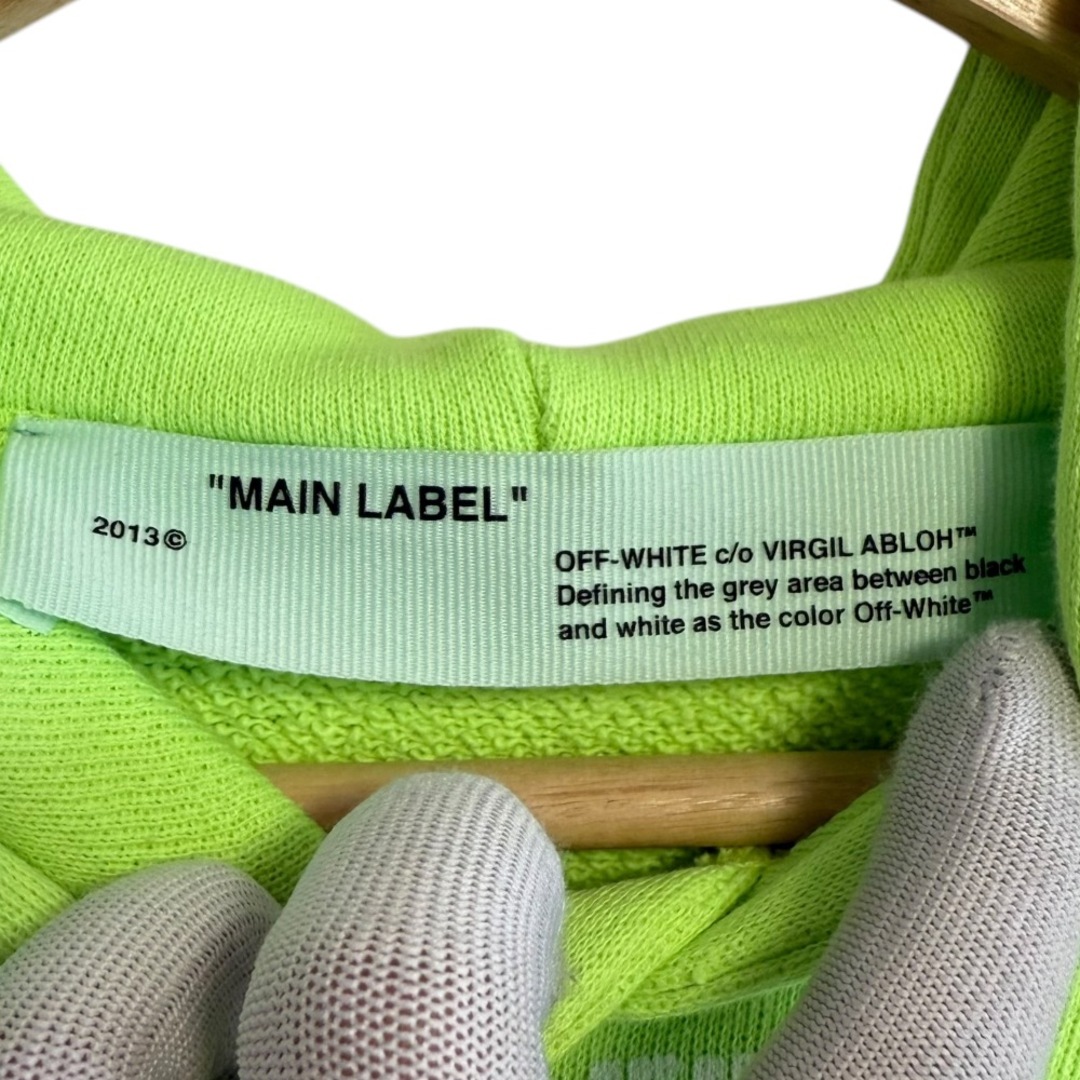 "MAIN LABEL"
2013©
OFF-WHITE c/o VIRGIL ABLOH™
Defining the grey area between black
and white as the color Off-White™